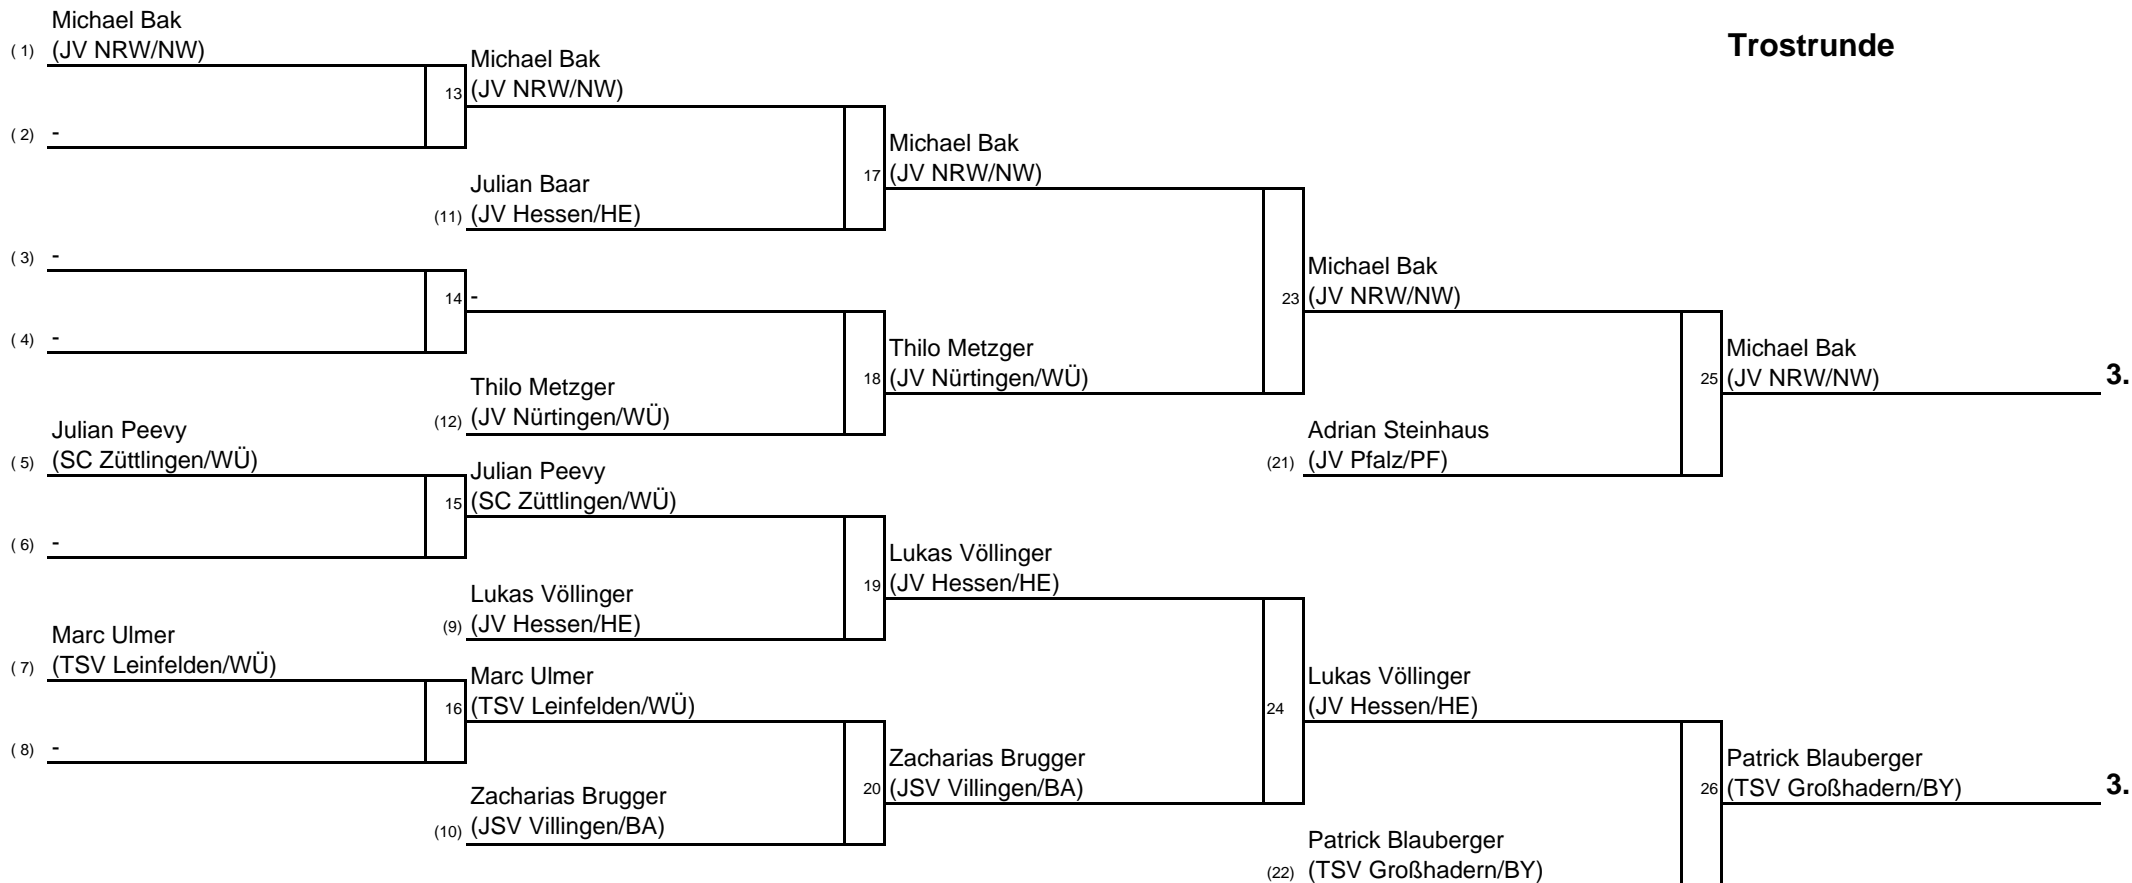 Trostrunde
Michael Bak
( 1) (JV NRW/NW)
( 2) -
( 3) -
( 4) -
Julian Peevy
( 5) (SC Züttlingen/WÜ)
( 6) -
Marc Ulmer
( 7) (TSV Leinfelden/WÜ)
( 8) -
Michael Bak
13 (JV NRW/NW)
Julian Baar
(11) (JV Hessen/HE)
14 -
Thilo Metzger
(12) (JV Nürtingen/WÜ)
Julian Peevy
15 (SC Züttlingen/WÜ)
Lukas Völlinger
(9) (JV Hessen/HE)
Marc Ulmer
16 (TSV Leinfelden/WÜ)
Zacharias Brugger
(10) (JSV Villingen/BA)
Michael Bak
17 (JV NRW/NW)
Thilo Metzger
18 (JV Nürtingen/WÜ)
Lukas Völlinger
19 (JV Hessen/HE)
Zacharias Brugger
20 (JSV Villingen/BA)
Michael Bak
23 (JV NRW/NW)
Adrian Steinhaus
(21) (JV Pfalz/PF)
Lukas Völlinger
24 (JV Hessen/HE)
Patrick Blauberger
(22) (TSV Großhadern/BY)
Michael Bak
25 (JV NRW/NW) 3.
Patrick Blauberger
26 (TSV Großhadern/BY) 3.